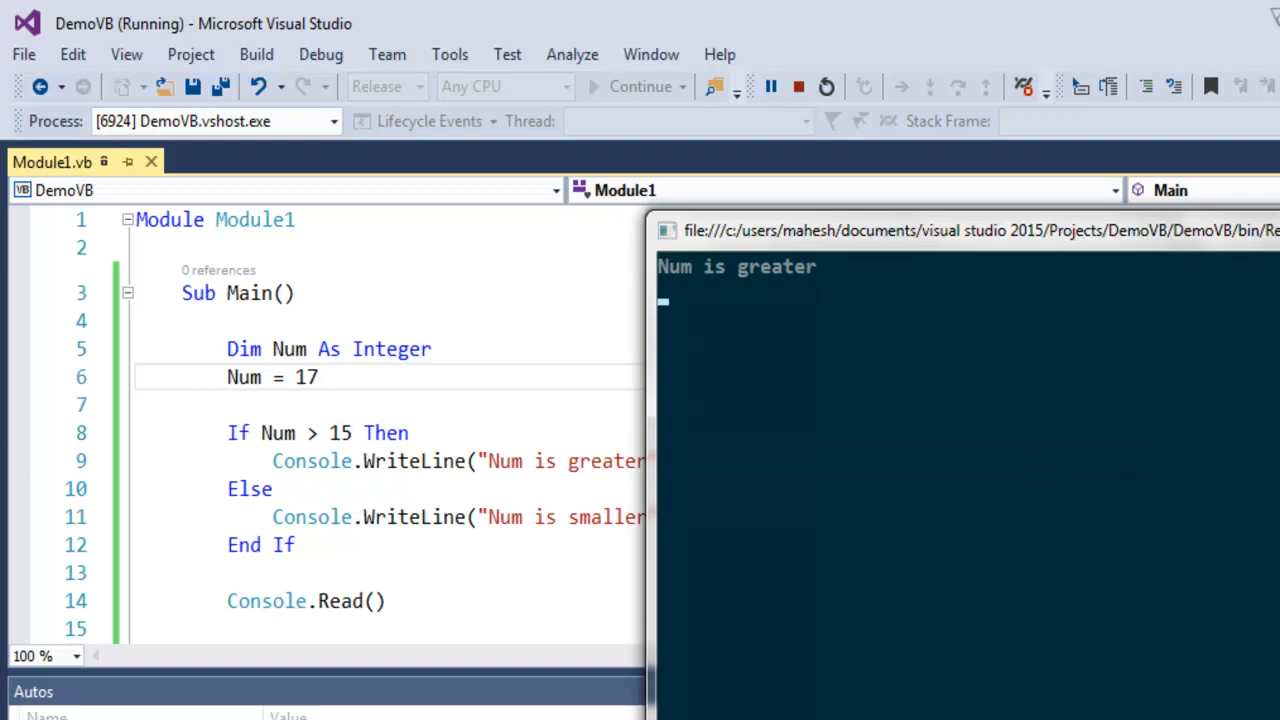 DemoVB (Running) - Microsoft Visual Studio
File Edit View Project Build Debug Team Tools Test Analyze Window Help
Release Any CPU Continue
Process: [6924] DemoVB.vshost.exe Lifecycle Events Thread: Stack Frame:
Module1.vb
VB DemoVB Module1 Main
1 Module Module1
2
0 references
3 Sub Main()
4
5 Dim Num As Integer
6 Num = 17
7
8 If Num > 15 Then
9 Console.WriteLine("Num is greater"
10 Else
11 Console.WriteLine("Num is smaller"
12 End If
13
14 Console.Read()
15
100 %
Autos
Name Value
file:///c:/users/mahesh/documents/visual studio 2015/Projects/DemoVB/DemoVB/bin/Re
Num is greater